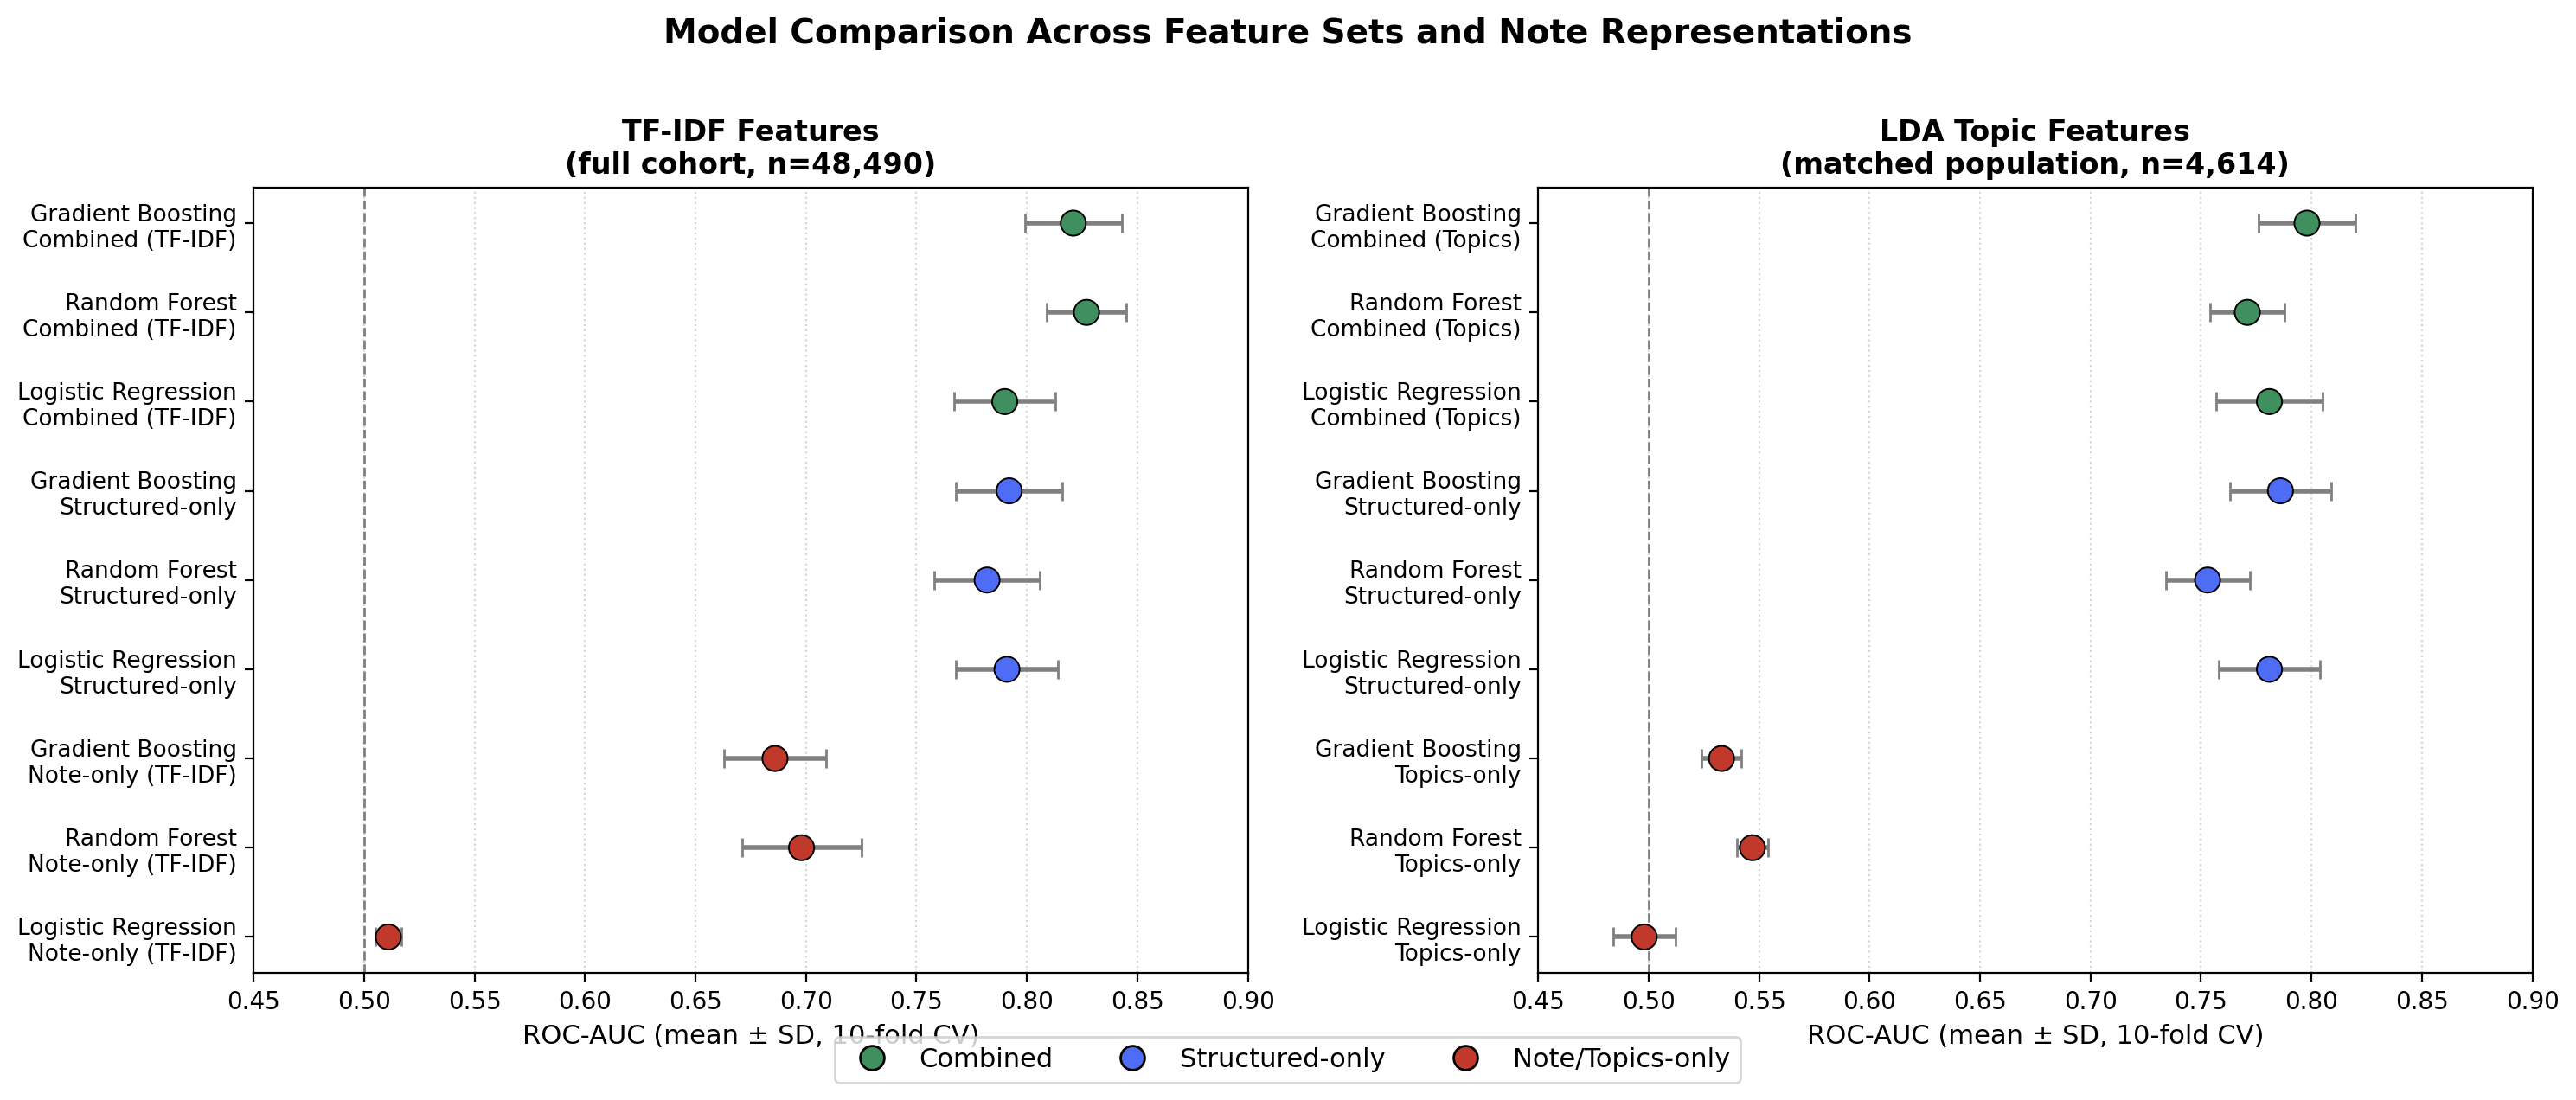 Model Comparison Across Feature Sets and Note Representations
TF-IDF Features
(full cohort, n=48,490)
Gradient Boosting
Combined (TF-IDF)
Random Forest
Combined (TF-IDF)
Logistic Regression
Combined (TF-IDF)
Gradient Boosting
Structured-only
Random Forest
Structured-only
Logistic Regression
Structured-only
Gradient Boosting
Note-only (TF-IDF)
Random Forest
Note-only (TF-IDF)
Logistic Regression
Note-only (TF-IDF)
0.45 0.50 0.55 0.60 0.65 0.70 0.75 0.80 0.85 0.90
ROC-AUC (mean ± SD, 10-fold CV)
LDA Topic Features
(matched population, n=4,614)
Gradient Boosting
Combined (Topics)
Random Forest
Combined (Topics)
Logistic Regression
Combined (Topics)
Gradient Boosting
Structured-only
Random Forest
Structured-only
Logistic Regression
Structured-only
Gradient Boosting
Topics-only
Random Forest
Topics-only
Logistic Regression
Topics-only
0.45 0.50 0.55 0.60 0.65 0.70 0.75 0.80 0.85 0.90
ROC-AUC (mean ± SD, 10-fold CV)
Combined Structured-only Note/Topics-only